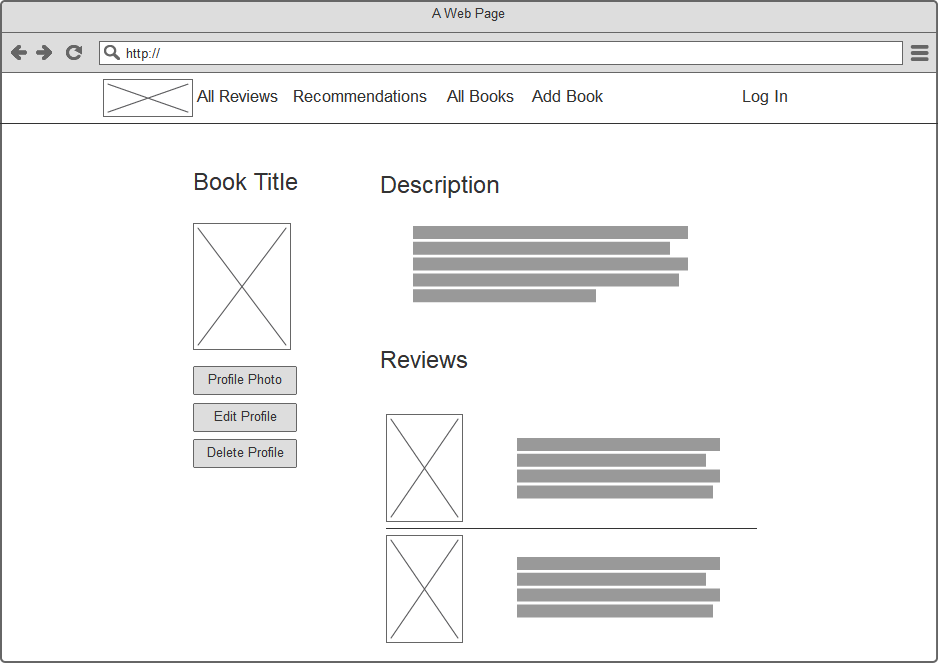 A Web Page
http://
All Reviews Recommendations All Books Add Book Log In
Book Title
Description
Profile Photo
Edit Profile
Delete Profile
Reviews